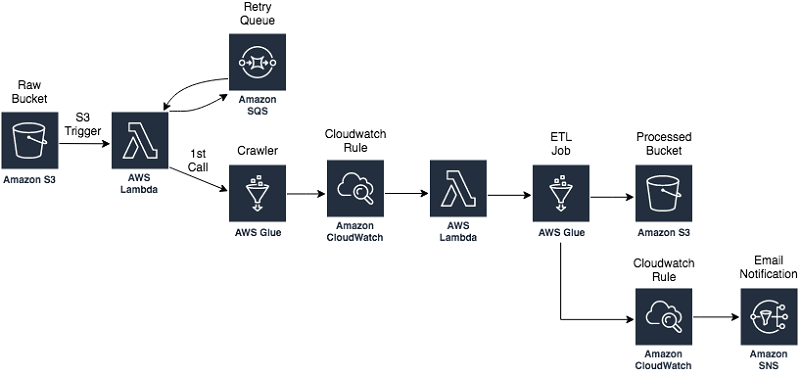 Retry
Queue
Amazon
SQS
Raw
Bucket
Amazon S3
S3
Trigger
AWS
Lambda
1st
Call
Crawler
AWS Glue
Cloudwatch
Rule
Amazon
CloudWatch
AWS
Lambda
ETL
Job
AWS Glue
Processed
Bucket
Amazon S3
Cloudwatch
Rule
Amazon
CloudWatch
Email
Notification
Amazon
SNS